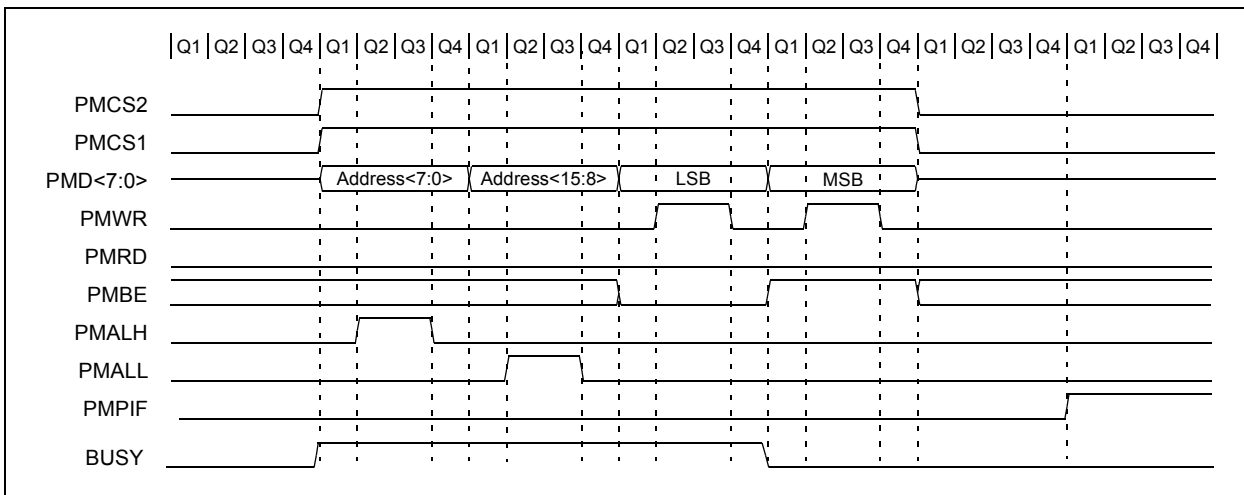 Q1 Q2 Q3 Q4 Q1 Q2 Q3 Q4 Q1 Q2 Q3 Q4 Q1 Q2 Q3 Q4 Q1 Q2 Q3 Q4 Q1 Q2 Q3 Q4 Q1 Q2 Q3 Q4
PMCS2
PMCS1
PMD<7:0> Address<7:0> Address<15:8> LSB MSB
PMWR
PMRD
PMBE
PMALH
PMALL
PMPIF
BUSY